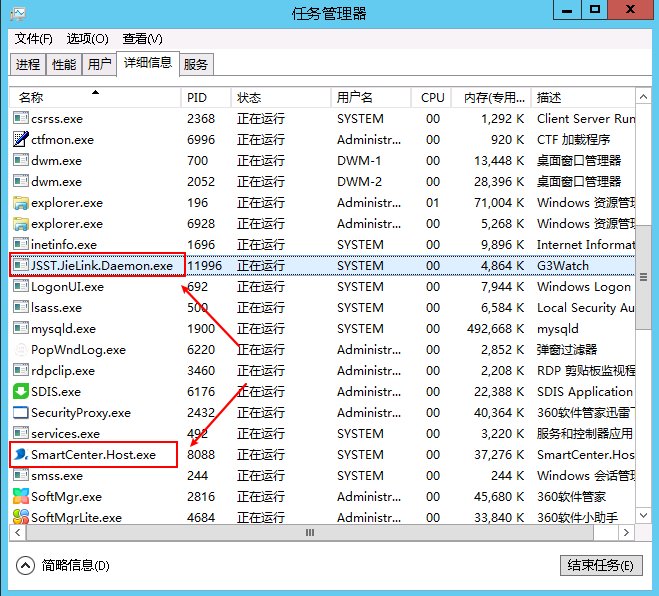 任务管理器
文件(F) 选项(O) 查看(V)
进程 性能 用户 详细信息 服务
名称 PID 状态 用户名 CPU 内存(专用... 描述
csrss.exe 2368 正在运行 SYSTEM 00 1,292 K Client Server Run
ctfmon.exe 6996 正在运行 Administr... 00 920 K CTF 加载程序
dwm.exe 700 正在运行 DWM-1 00 13,448 K 桌面窗口管理器
dwm.exe 2052 正在运行 DWM-2 00 28,396 K 桌面窗口管理器
explorer.exe 196 正在运行 Administr... 01 71,004 K Windows 资源管理
explorer.exe 6928 正在运行 Administr... 00 5,268 K Windows 资源管理
inetinfo.exe 1696 正在运行 SYSTEM 00 9,896 K Internet Informat
JSST.JieLink.Daemon.exe 11996 正在运行 SYSTEM 00 4,864 K G3Watch
LogonUI.exe 692 正在运行 SYSTEM 00 7,944 K Windows Logon
lsass.exe 500 正在运行 SYSTEM 00 6,584 K Local Security Au
mysqld.exe 1900 正在运行 SYSTEM 00 492,668 K mysqld
PopWndLog.exe 6220 正在运行 Administr... 00 2,852 K 弹窗过滤器
rdpclip.exe 3460 正在运行 Administr... 00 2,208 K RDP 剪贴板监视程
SDIS.exe 6176 正在运行 Administr... 00 22,388 K SDIS Application
SecurityProxy.exe 2432 正在运行 Administr... 00 40,364 K 360软件管家迅雷下
services.exe 492 正在运行 SYSTEM 00 3,220 K 服务和控制器应用
SmartCenter.Host.exe 8088 正在运行 SYSTEM 00 37,276 K SmartCenter.Hos
smss.exe 244 正在运行 SYSTEM 00 244 K Windows 会话管理
SoftMgr.exe 2816 正在运行 Administr... 00 45,680 K 360软件管家
SoftMgrLite.exe 4684 正在运行 Administr... 00 33,840 K 360软件小助手
简略信息(D) 结束任务(E)